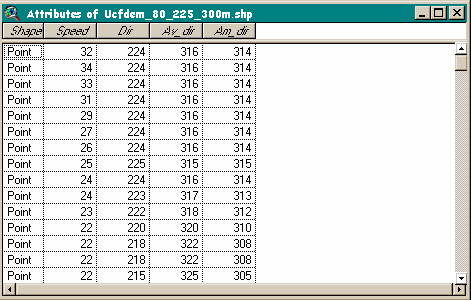 Attributes of Ucfdem_80_225_300m.shp
Shape Speed Dir Av_dir Am_dir
Point 32 224 316 314
Point 34 224 316 314
Point 33 224 316 314
Point 31 224 316 314
Point 29 224 316 314
Point 27 224 316 314
Point 26 224 316 314
Point 25 225 315 315
Point 24 224 316 314
Point 24 223 317 313
Point 23 222 318 312
Point 22 220 320 310
Point 22 218 322 308
Point 22 218 322 308
Point 22 215 325 305